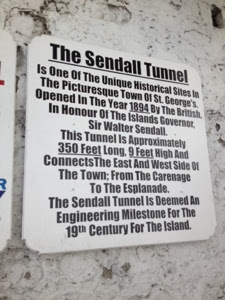 The Sendall Tunnel
Is One Of The Unique Historical Sites In
The Picturesque Town Of St. George's.
Opened In The Year 1894 By The British.
In Honour Of The Islands Governor,
Sir Walter Sendall.
This Tunnel Is Approximately
350 Feet Long, 9 Feet High And
ConnectsThe East And West Side Of
The Town; From The Carenage
To The Esplanade.
The Sendall Tunnel Is Deemed An
Engineering Milestone For The
19th Century For The Island.